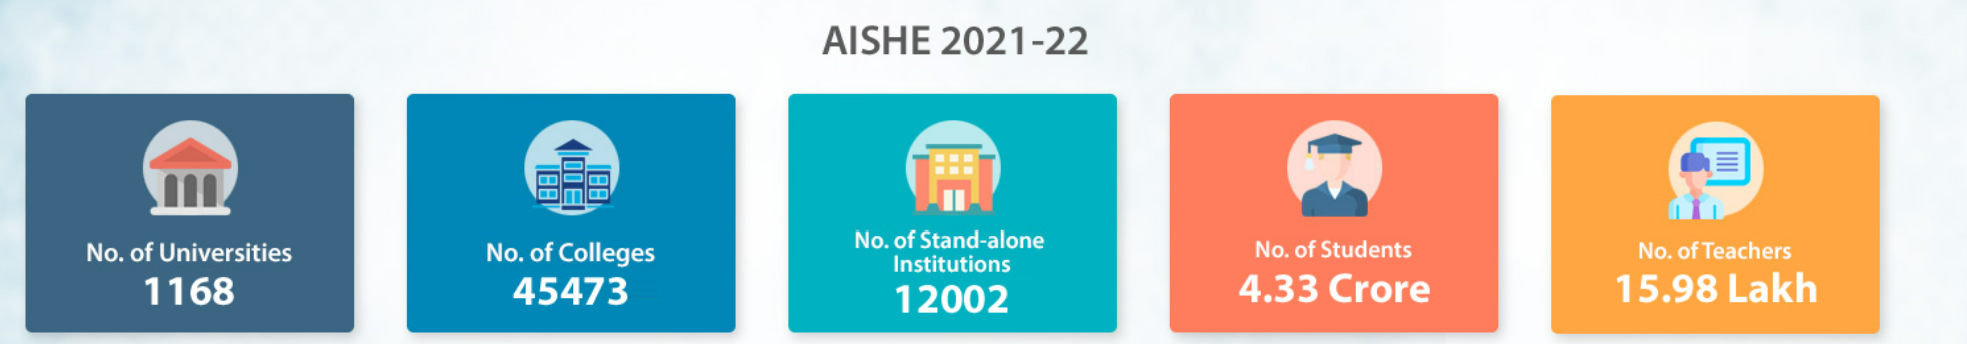 AISHE 2021-22
No. of Universities
1168
No. of Colleges
45473
No. of Stand-alone
Institutions
12002
No. of Students
4.33 Crore
No. of Teachers
15.98 Lakh